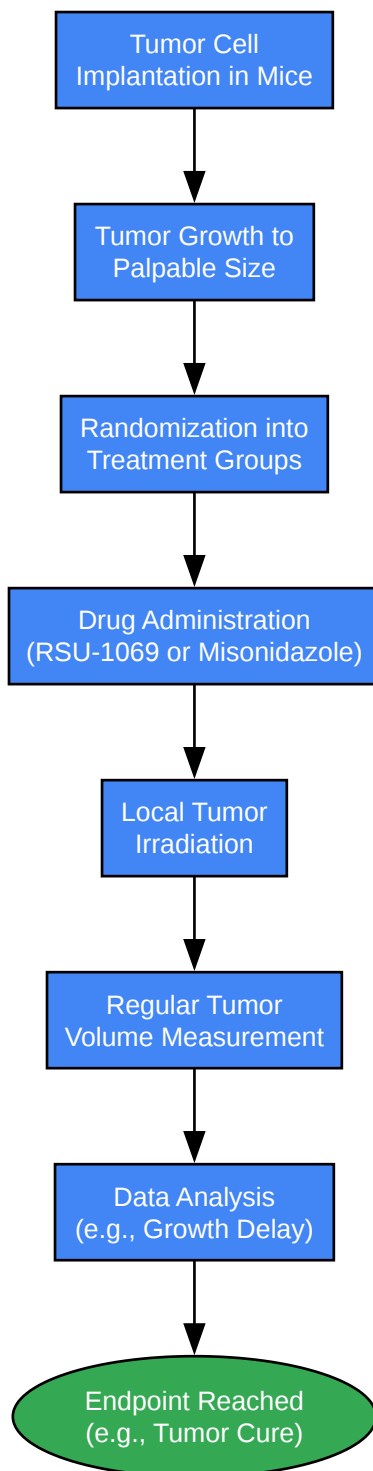 Tumor Cell
Implantation in Mice
Tumor Growth to
Palpable Size
Randomization into
Treatment Groups
Drug Administration
(RSU-1069 or Misonidazole)
Local Tumor
Irradiation
Regular Tumor
Volume Measurement
Data Analysis
(e.g., Growth Delay)
Endpoint Reached
(e.g., Tumor Cure)